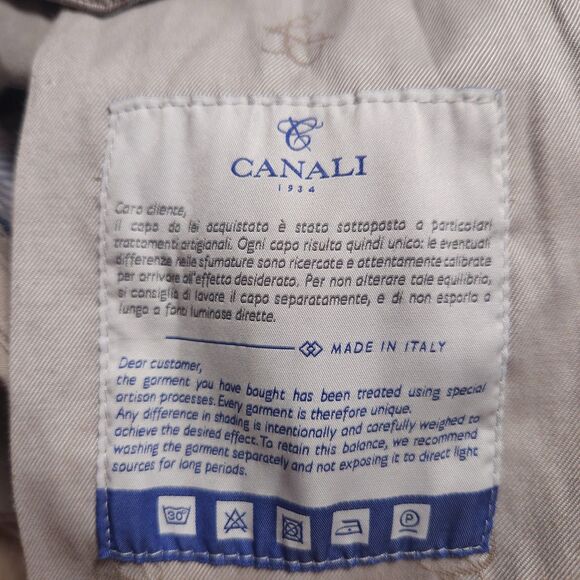 CANALI
1934
Caro cliente,
il capo da lei acquistato è stato sottoposto a particolari
trattamenti artigianali. Ogni capo risulta quindi unico: le eventuali
differenze nelle sfumature sono ricercate e attentamente calibrate
per arrivare all'effetto desiderato. Per non alterare tale equilibrio,
si consiglia di lavare il capo separatamente, e di non esporlo a
lungo a fonti luminose dirette.
MADE IN ITALY
Dear customer,
the garment you have bought has been treated using special
artisan processes. Every garment is therefore unique.
Any difference in shading is intentionally and carefully weighed to
achieve the desired effect. To retain this balance, we recommend
washing the garment separately and not exposing it to direct light
sources for long periods.
30°
P